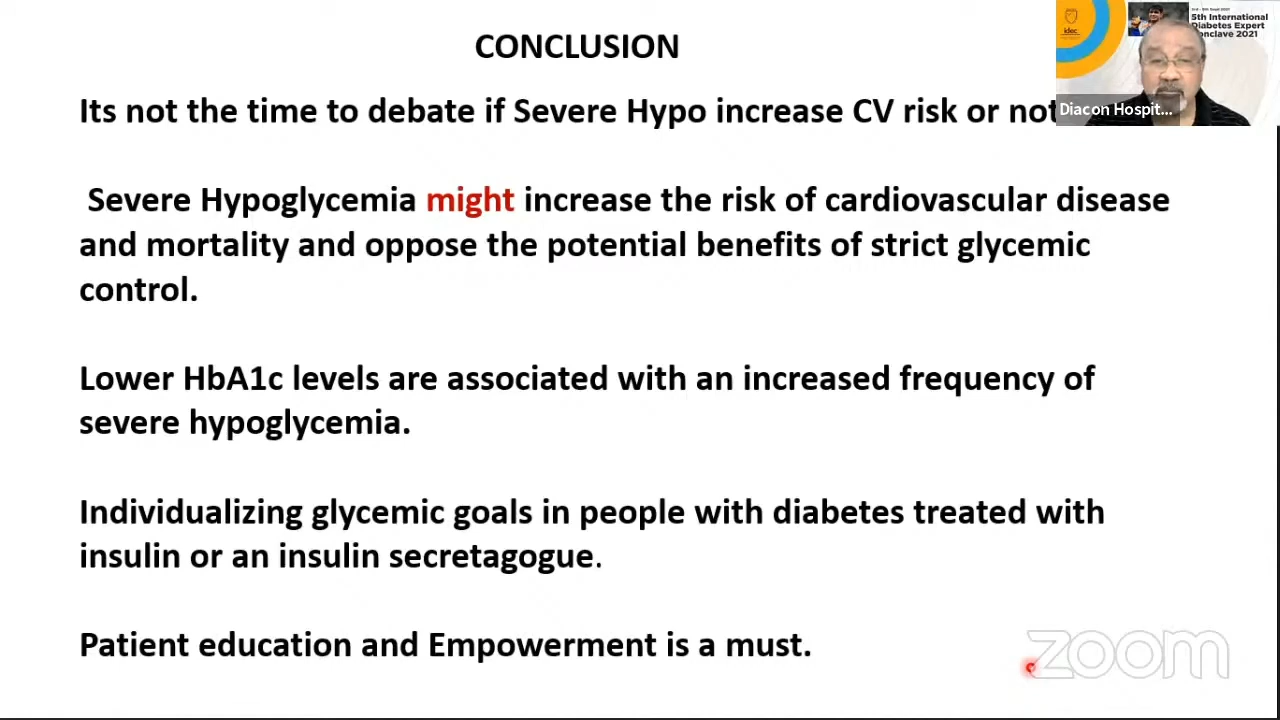 CONCLUSION
Its not the time to debate if Severe Hypo increase CV risk or not
Severe Hypoglycemia might increase the risk of cardiovascular disease
and mortality and oppose the potential benefits of strict glycemic
control.
Lower HbA1c levels are associated with an increased frequency of
severe hypoglycemia.
Individualizing glycemic goals in people with diabetes treated with
insulin or an insulin secretagogue.
Patient education and Empowerment is a must.
idec
5th International
Diabetes Expert
Conclave 2021
Diacon Hospit...
zoom